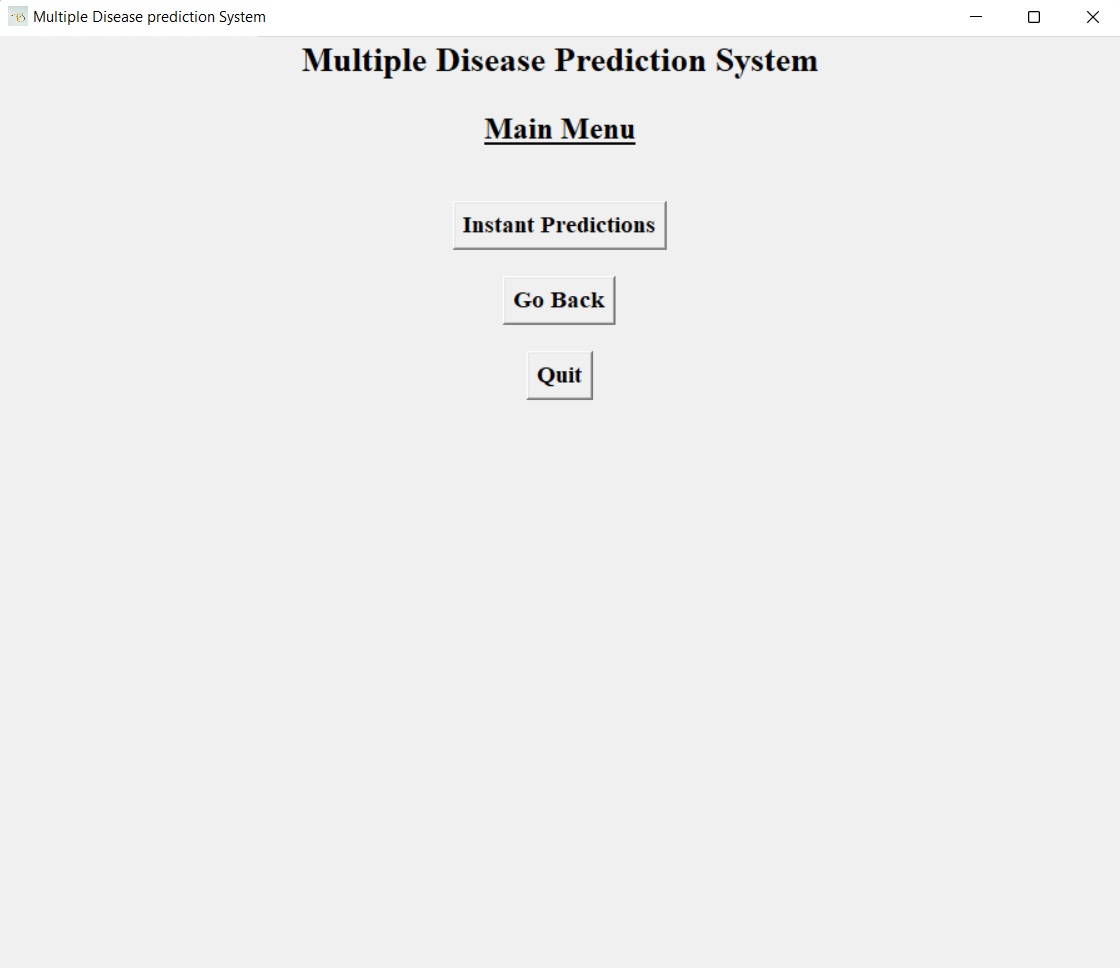 Multiple Disease prediction System
Multiple Disease Prediction System
Main Menu
Instant Predictions
Go Back
Quit